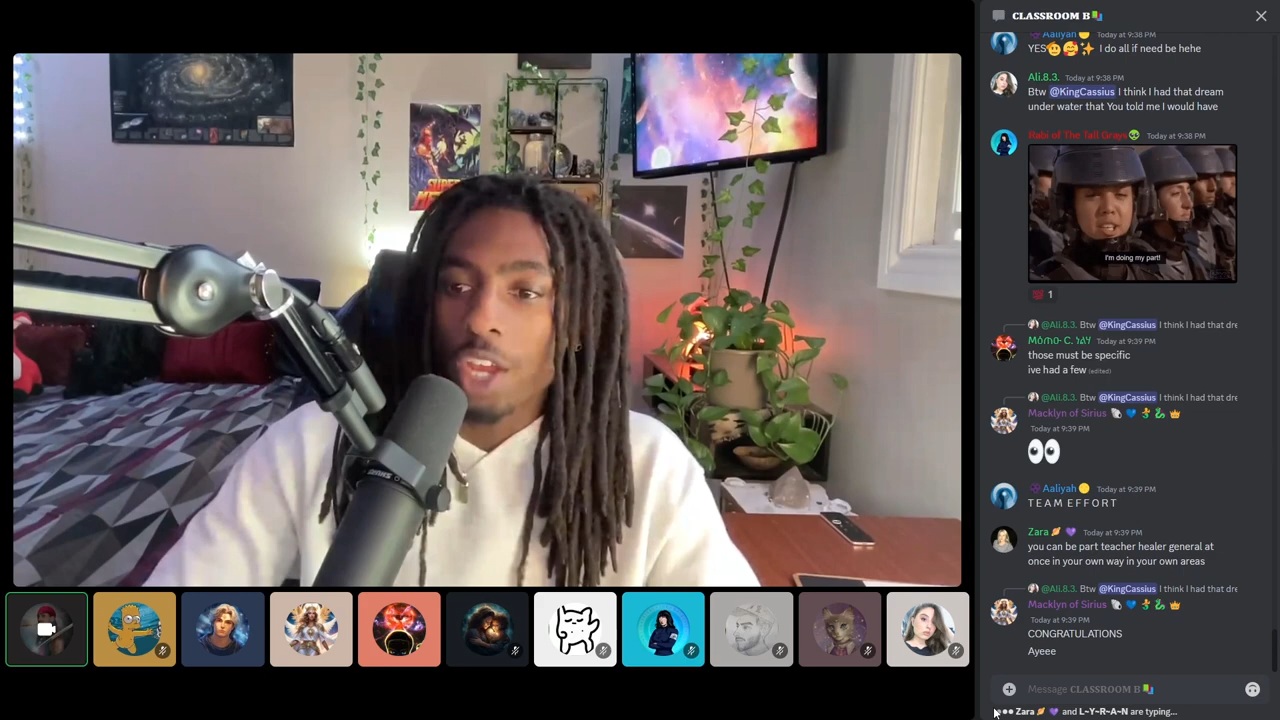 CLASSROOM B
Aaliyah Today at 9:38 PM
YES I do all if need be hehe
Ali.8.3. Today at 9:38 PM
Btw @KingCassius I think I had that dream
under water that You told me I would have
Rabi of The Tall Grays Today at 9:38 PM
I'm doing my part!
1
@Ali.8.3. Btw @KingCassius I think I had that dre
Today at 9:39 PM
those must be specific
ive had a few (edited)
@Ali.8.3. Btw @KingCassius I think I had that dre
Macklyn of Sirius
Today at 9:39 PM
Aaliyah Today at 9:39 PM
T E A M E F F O R T
Zara Today at 9:39 PM
you can be part teacher healer general at
once in your own way in your own areas
@Ali.8.3. Btw @KingCassius I think I had that dre
Macklyn of Sirius
Today at 9:39 PM
CONGRATULATIONS
Ayeee
Message CLASSROOM B
Zara and L~Y~R~A~N are typing...
SUPER